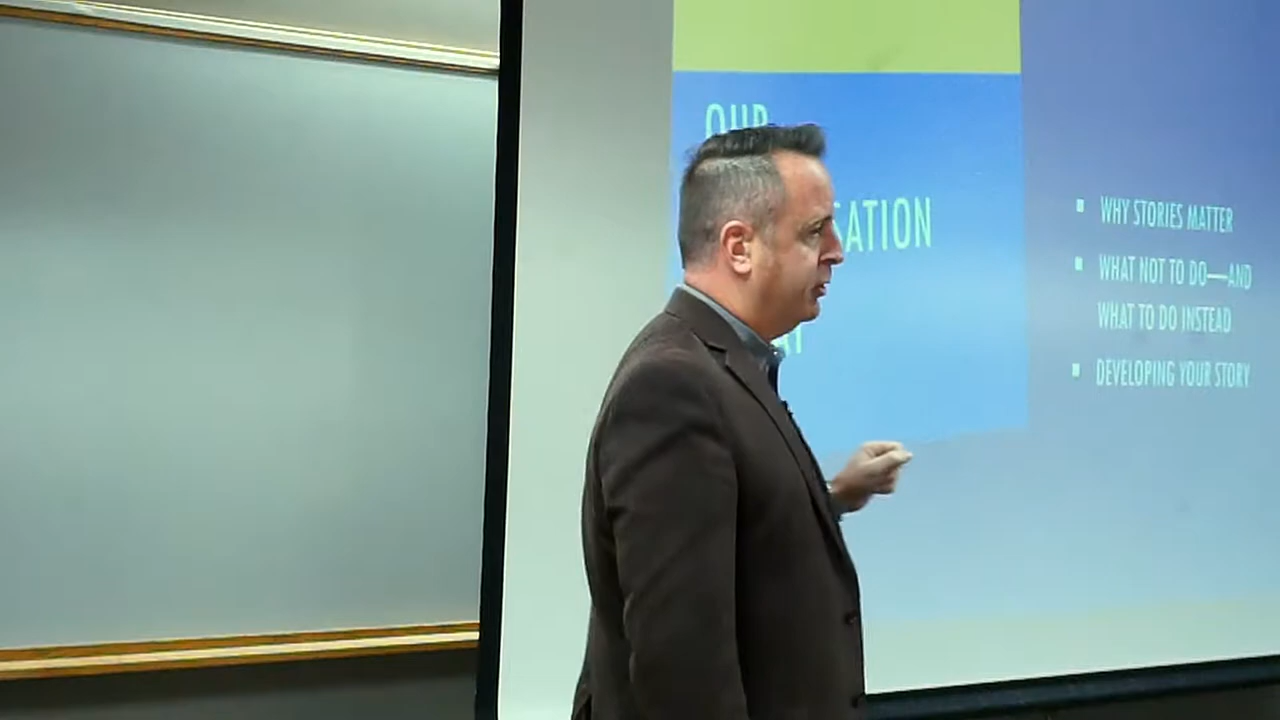 OUR
SATION
WHY STORIES MATTER
WHAT NOT TO DO—AND
WHAT TO DO INSTEAD
DEVELOPING YOUR STORY